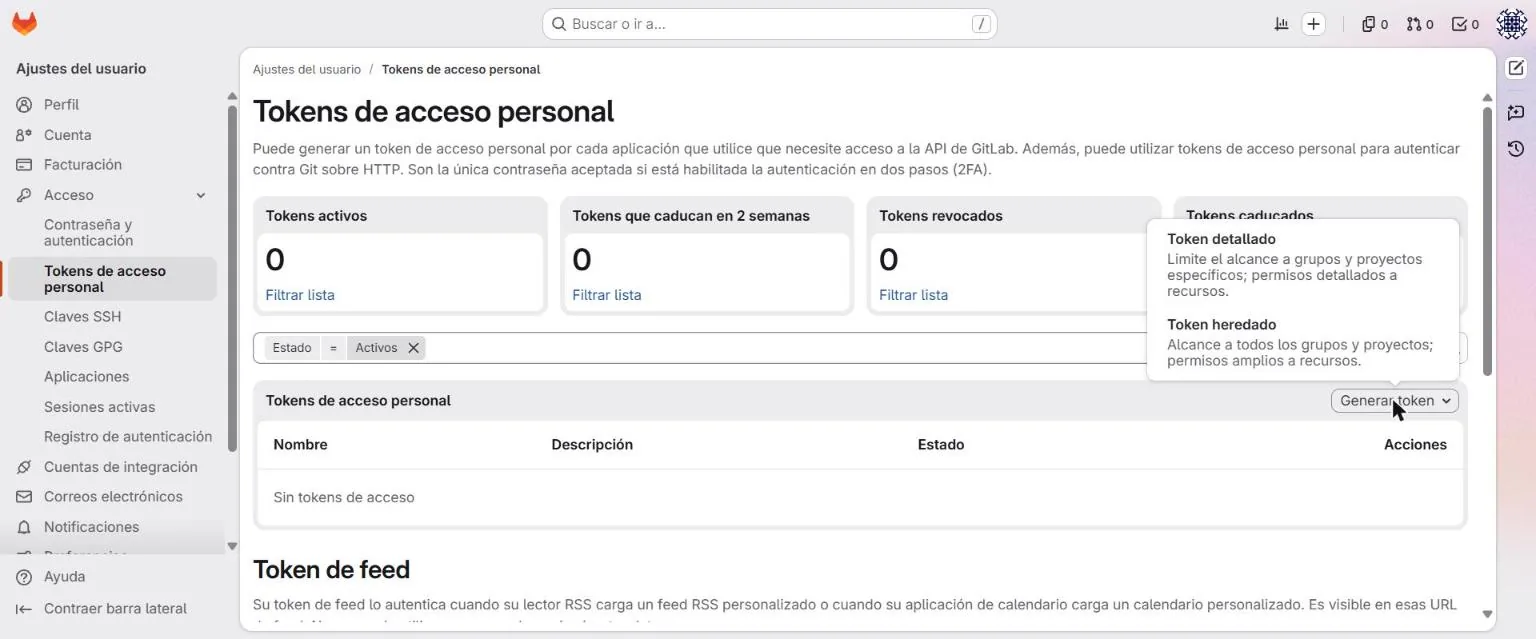 Buscar o ir a...
/
0
0
0
Ajustes del usuario
Perfil
Cuenta
Facturación
Acceso
Contraseña y
autenticación
Tokens de acceso
personal
Claves SSH
Claves GPG
Aplicaciones
Sesiones activas
Registro de autenticación
Cuentas de integración
Correos electrónicos
Notificaciones
Ayuda
Contraer barra lateral
Ajustes del usuario / Tokens de acceso personal
Tokens de acceso personal
Puede generar un token de acceso personal por cada aplicación que utilice que necesite acceso a la API de GitLab. Además, puede utilizar tokens de acceso personal para autenticar
contra Git sobre HTTP. Son la única contraseña aceptada si está habilitada la autenticación en dos pasos (2FA).
Tokens activos
0
Filtrar lista
Tokens que caducan en 2 semanas
0
Filtrar lista
Tokens revocados
0
Filtrar lista
Tokens caducados
Token detallado
Limite el alcance a grupos y proyectos
específicos; permisos detallados a
recursos.
Token heredado
Alcance a todos los grupos y proyectos;
permisos amplios a recursos.
Estado = Activos
Tokens de acceso personal
Generar token
Nombre Descripción Estado Acciones
Sin tokens de acceso
Token de feed
Su token de feed lo autentica cuando su lector RSS carga un feed RSS personalizado o cuando su aplicación de calendario carga un calendario personalizado. Es visible en esas URL